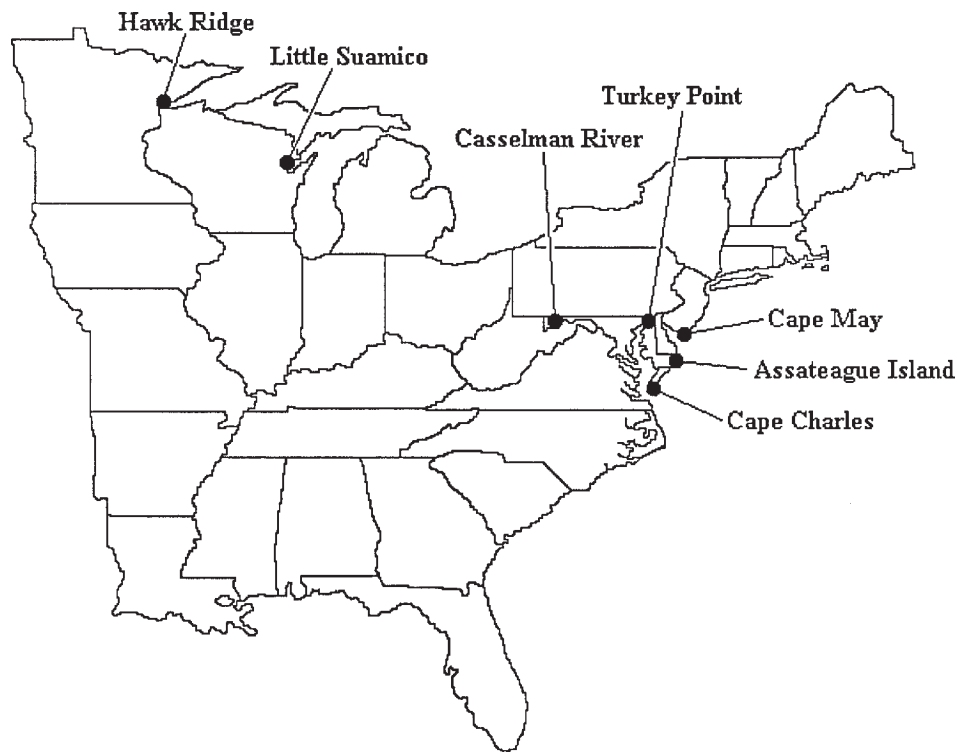 Hawk Ridge
Little Suamico
Turkey Point
Casselman River
Cape May
Assateague Island
Cape Charles